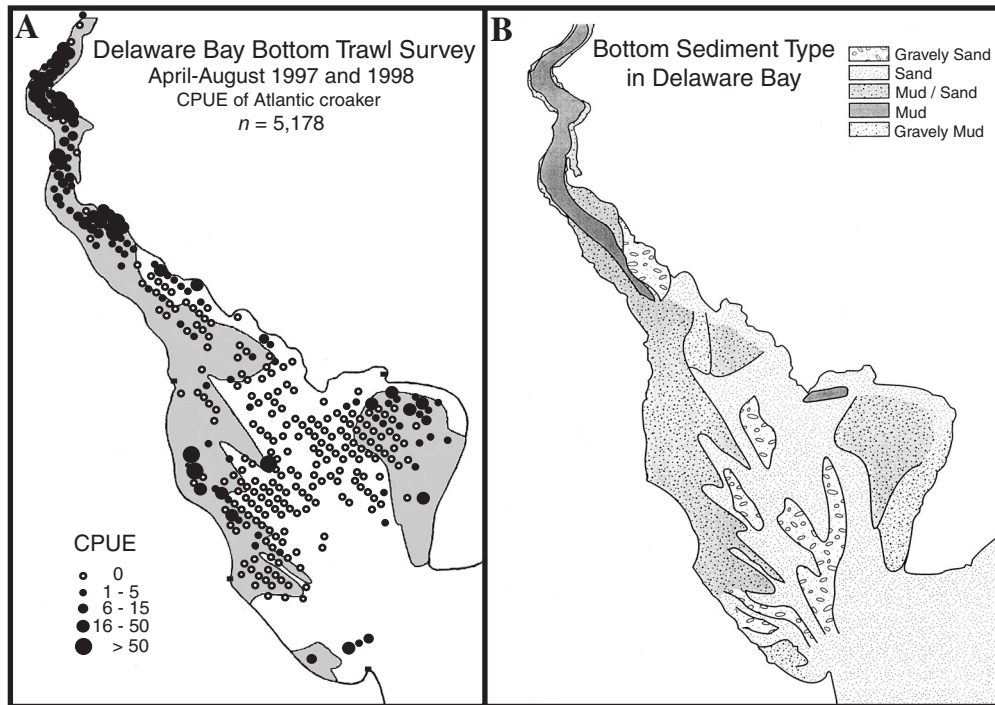 A
Delaware Bay Bottom Trawl Survey
April-August 1997 and 1998
CPUE of Atlantic croaker
n = 5,178
CPUE
0
1 - 5
6 - 15
16 - 50
> 50
B
Bottom Sediment Type
in Delaware Bay
Gravely Sand
Sand
Mud / Sand
Mud
Gravely Mud